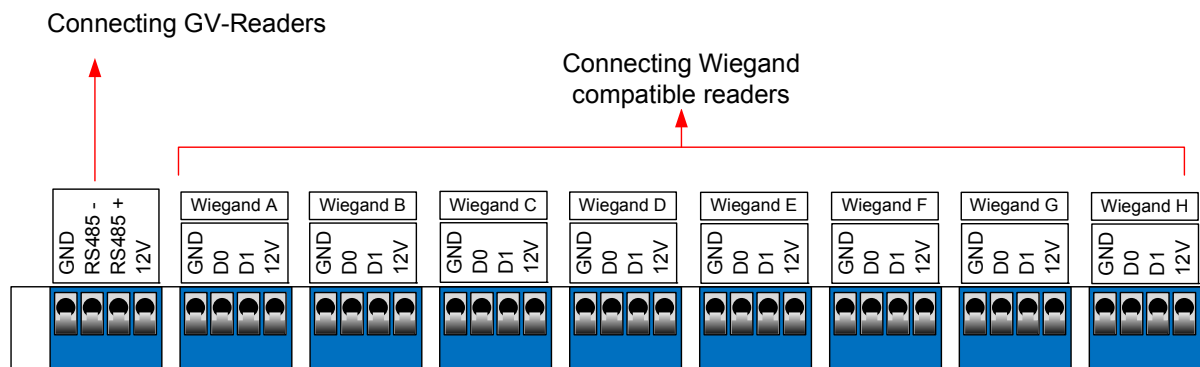 Connecting GV-Readers
Connecting Wiegand
compatible readers
GND
RS485 -
RS485 +
12V
Wiegand A
GND
D0
D1
12V
Wiegand B
GND
D0
D1
12V
Wiegand C
GND
D0
D1
12V
Wiegand D
GND
D0
D1
12V
Wiegand E
GND
D0
D1
12V
Wiegand F
GND
D0
D1
12V
Wiegand G
GND
D0
D1
12V
Wiegand H
GND
D0
D1
12V